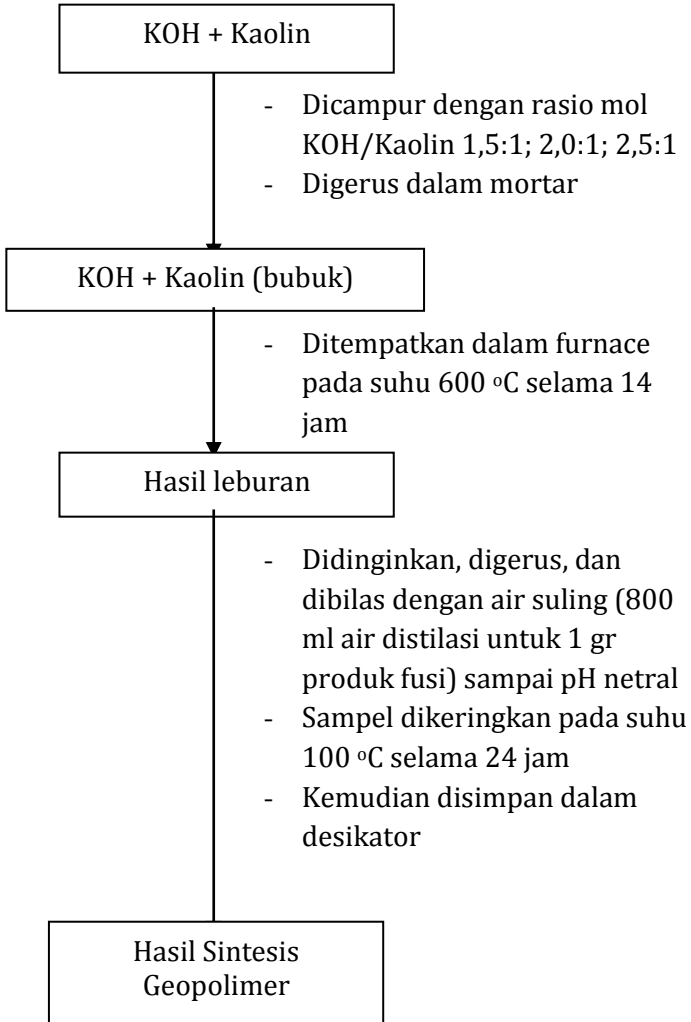 KOH + Kaolin
- Dicampur dengan rasio mol
KOH/Kaolin 1,5:1; 2,0:1; 2,5:1
- Digerus dalam mortar
KOH + Kaolin (bubuk)
- Ditempatkan dalam furnace
pada suhu 600 °C selama 14
jam
Hasil leburan
- Didinginkan, digerus, dan
dibilas dengan air suling (800
ml air distilasi untuk 1 gr
produk fusi) sampai pH netral
- Sampel dikeringkan pada suhu
100 °C selama 24 jam
- Kemudian disimpan dalam
desikator
Hasil Sintesis
Geopolimer